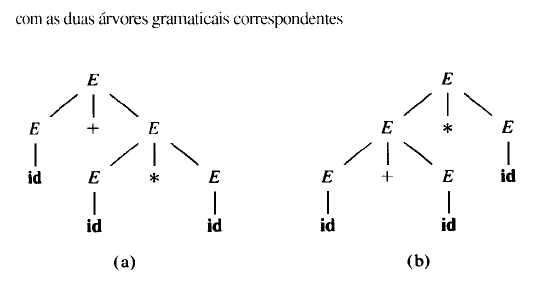 com as duas árvores gramaticais correspondentes
E E
E + E E * E
id E * E E + E id
id id id id
(a) (b)